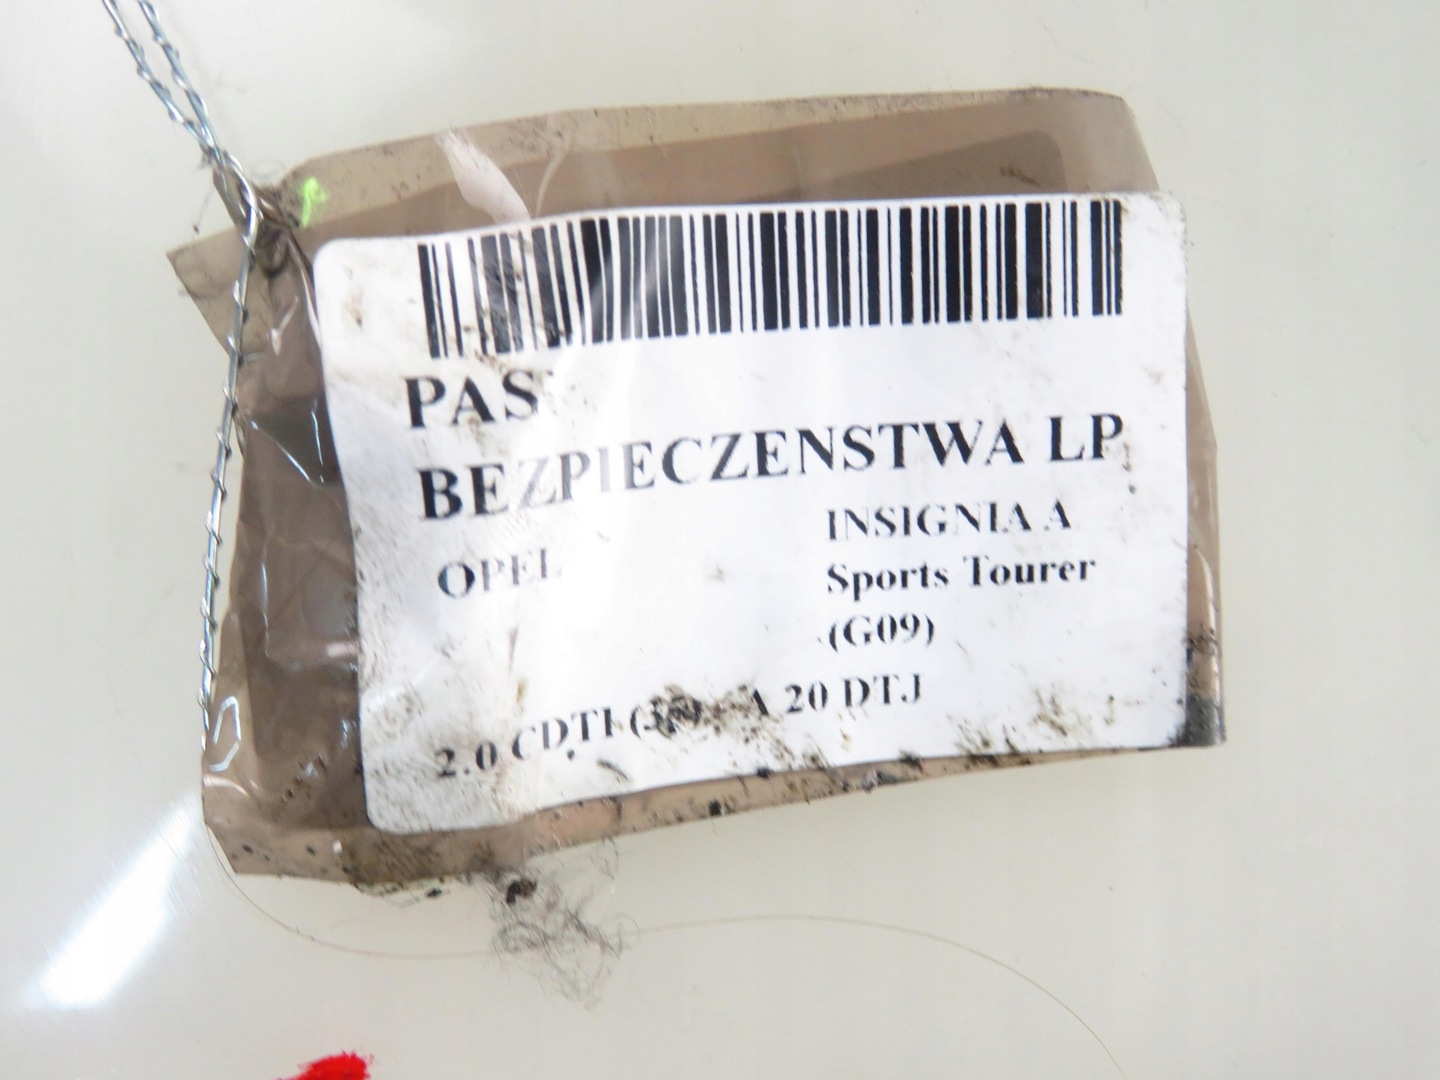 PAS
BEZPIECZENSTWA LP
OPEL
INSIGNIA A
Sports Tourer
(G09)
2.0 CDTI A 20 DTJ